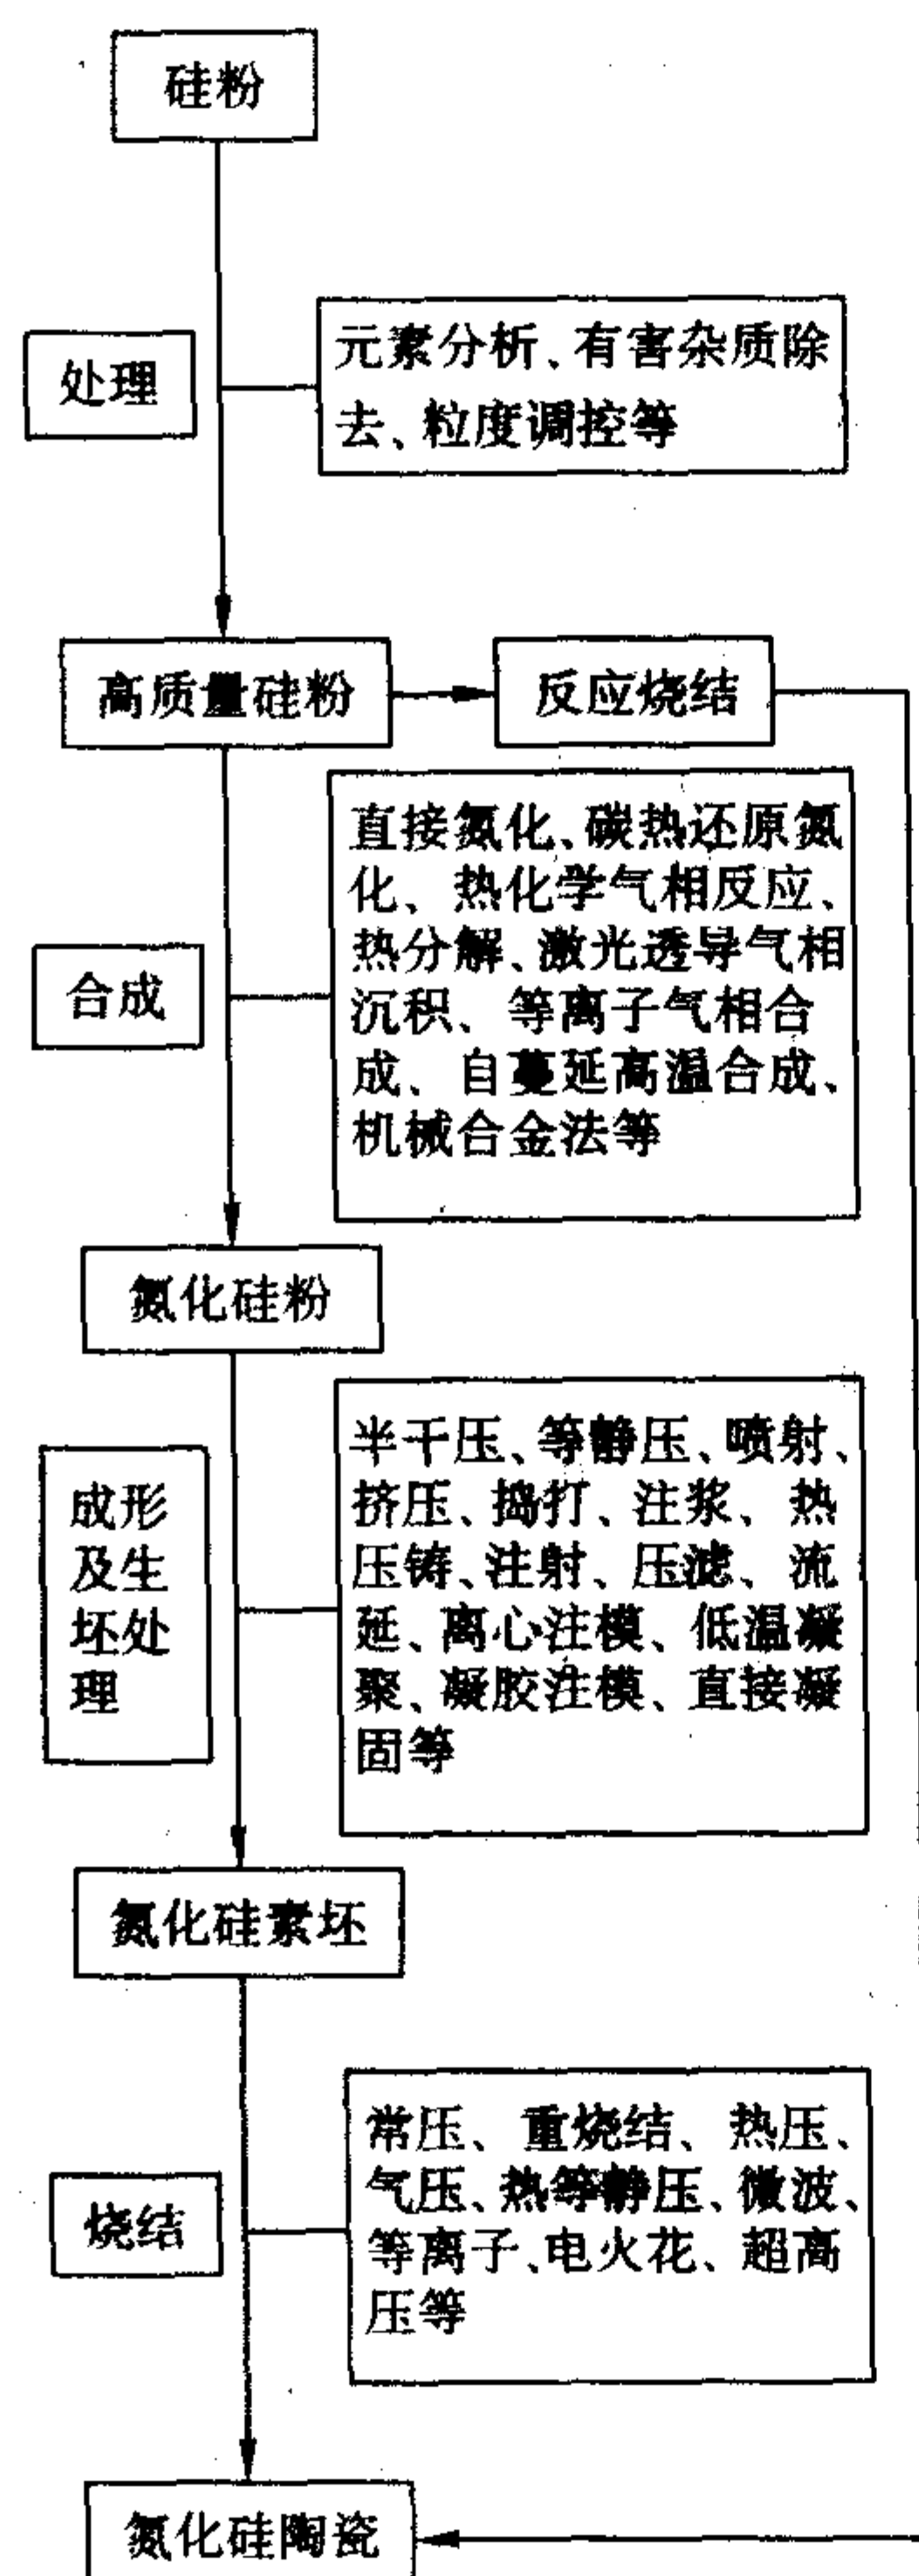 硅粉
处理
元素分析、有害杂质除
去、粒度调控等
高质量硅粉
反应烧结
合成
直接氮化、碳热还原氮
化、热化学气相反应、
热分解、激光透导气相
沉积、等离子气相合
成、自蔓延高温合成、
机械合金法等
氮化硅粉
成形
及生
坯处
理
半干压、等静压、喷射、
挤压、捣打、注浆、热
压铸、注射、压滤、流
延、离心注模、低温凝
聚、凝胶注模、直接凝
固等
氮化硅素坯
烧结
常压、重烧结、热压、
气压、热等静压、微波、
等离子、电火花、超高
压等
氮化硅陶瓷